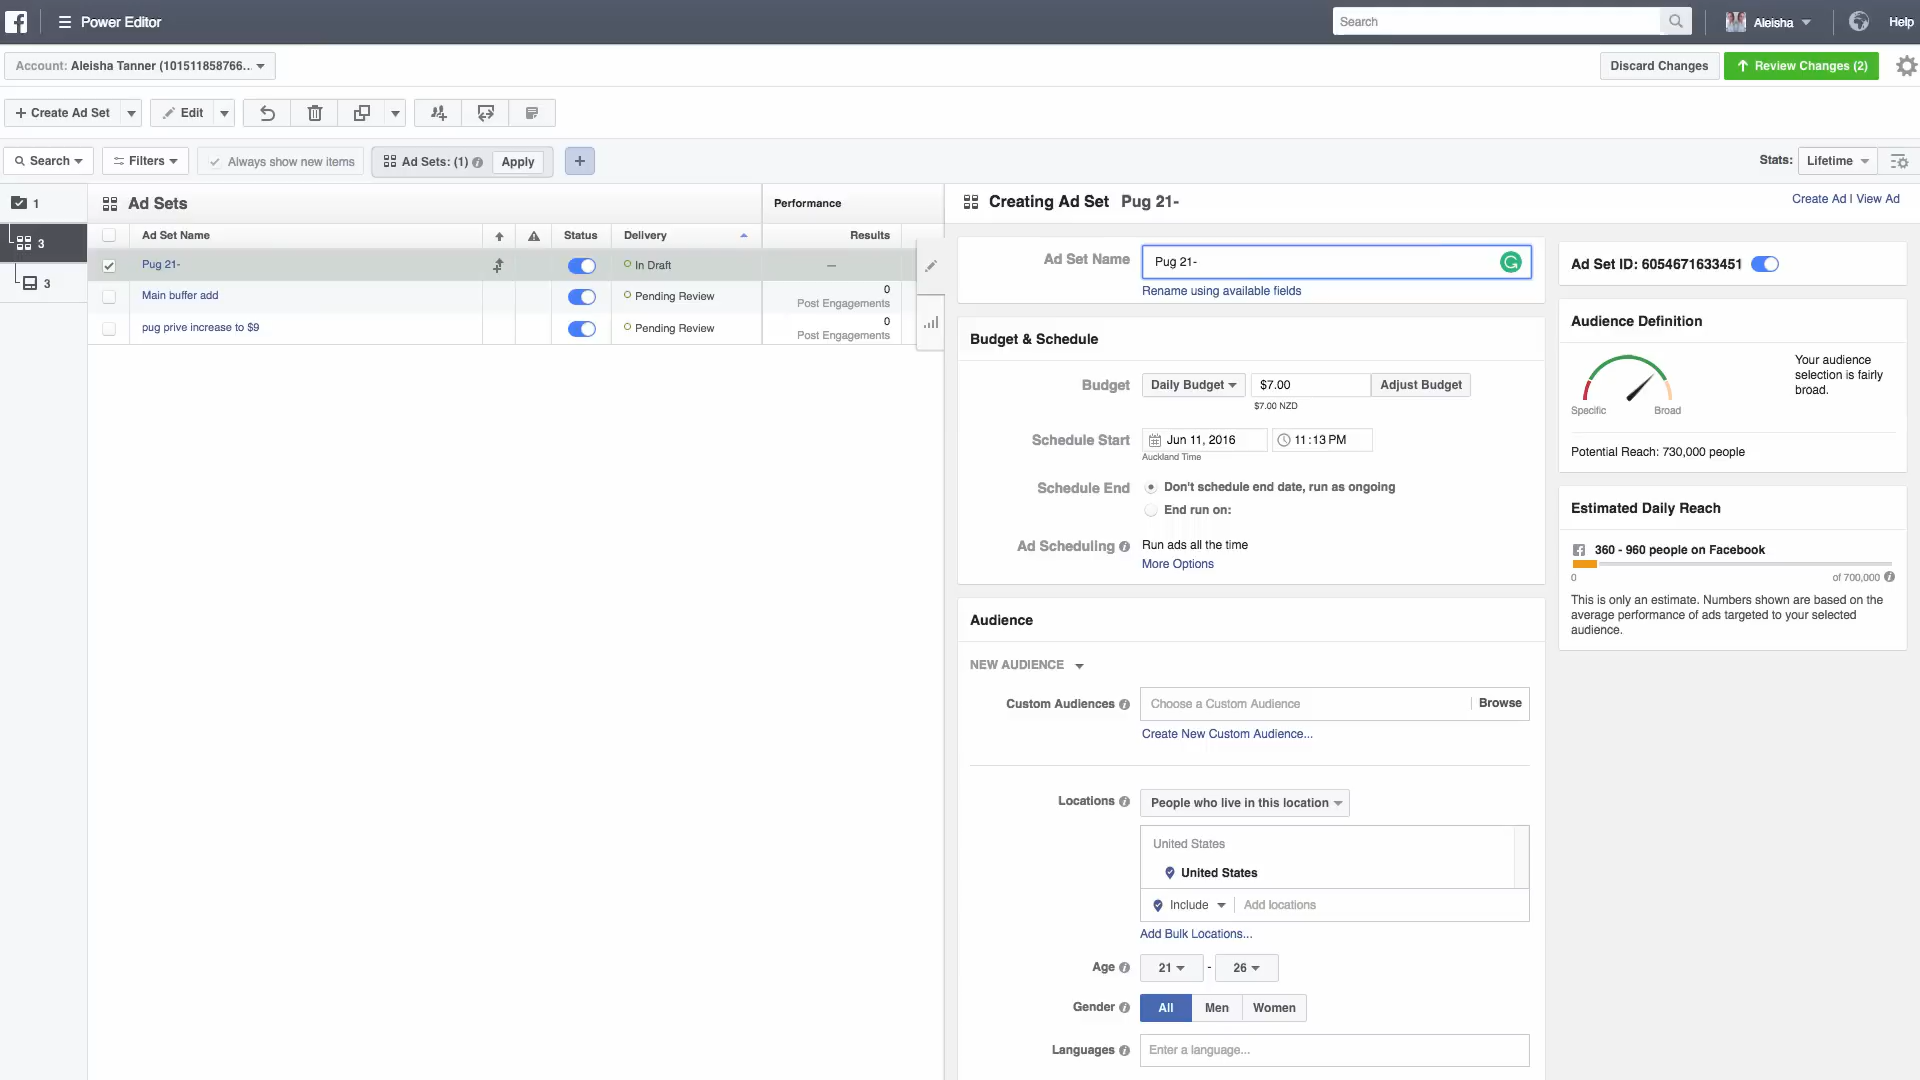 Power Editor
Search
Aleisha
Help
Account: Aleisha Tanner (101511858766...
Discard Changes
Review Changes (2)
+ Create Ad Set
Edit
Search
Filters
Always show new items
Ad Sets: (1)
Apply
+
Stats:
Lifetime
1
Ad Sets
Performance
Creating Ad Set Pug 21-
Create Ad | View Ad
3
Ad Set Name
Status
Delivery
Results
Pug 21-
In Draft
—
Main buffer add
Pending Review
0
Post Engagements
3
pug prive increase to $9
Pending Review
0
Post Engagements
Ad Set Name
Pug 21-
Rename using available fields
Budget & Schedule
Budget
Daily Budget
$7.00
Adjust Budget
$7.00 NZD
Schedule Start
Jun 11, 2016
11:13 PM
Auckland Time
Schedule End
Don't schedule end date, run as ongoing
End run on:
Ad Scheduling
Run ads all the time
More Options
Audience
NEW AUDIENCE
Custom Audiences
Choose a Custom Audience
Browse
Create New Custom Audience...
Locations
People who live in this location
United States
United States
Include
Add locations
Add Bulk Locations...
Age
21
-
26
Gender
All
Men
Women
Languages
Enter a language...
Ad Set ID: 6054671633451
Audience Definition
Specific
Broad
Your audience
selection is fairly
broad.
Potential Reach: 730,000 people
Estimated Daily Reach
360 - 960 people on Facebook
0
of 700,000
This is only an estimate. Numbers shown are based on the
average performance of ads targeted to your selected
audience.